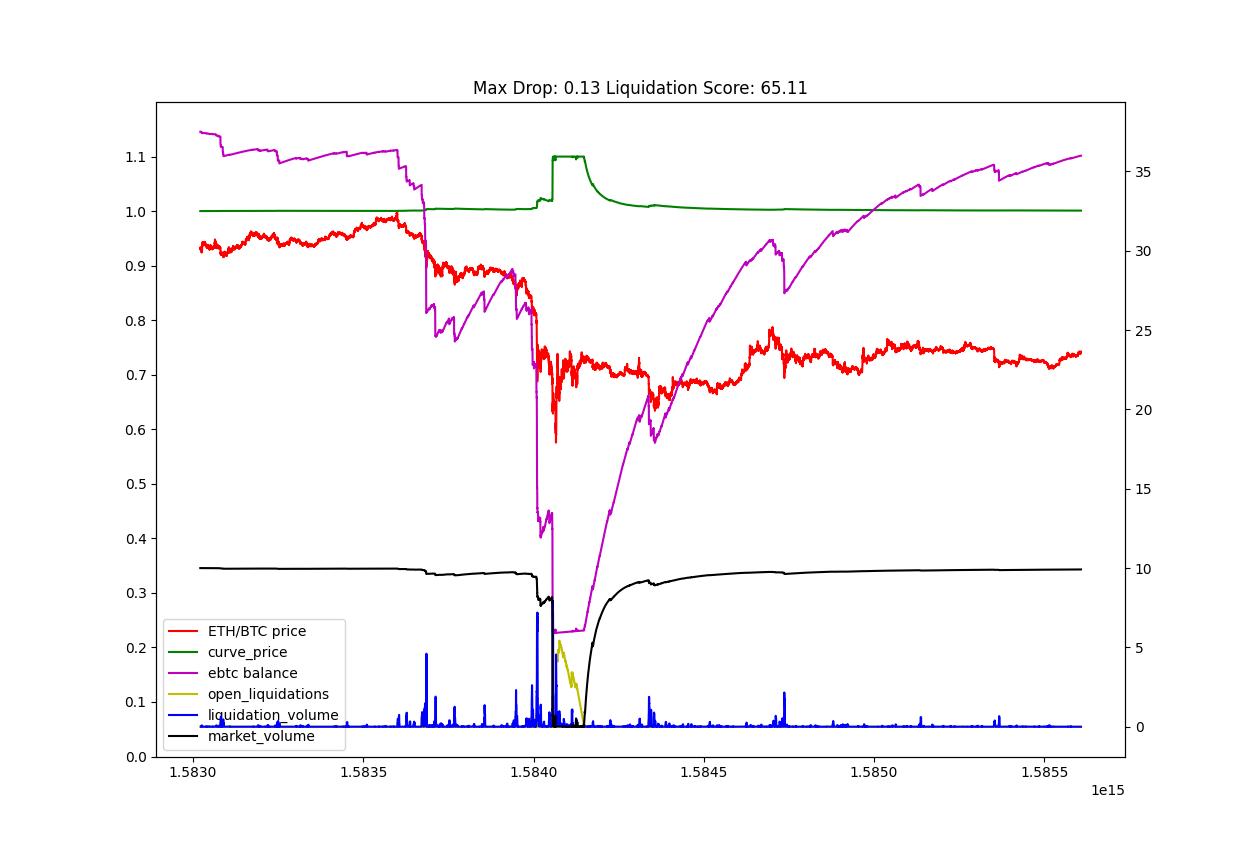 Max Drop: 0.13 Liquidation Score: 65.11
1.1
1.0
0.9
0.8
0.7
0.6
0.5
0.4
0.3
0.2
0.1
0.0
35
30
25
20
15
10
5
0
ETH/BTC price
curve_price
ebtc balance
open_liquidations
liquidation_volume
market_volume
1.5830 1.5835 1.5840 1.5845 1.5850 1.5855
1e15